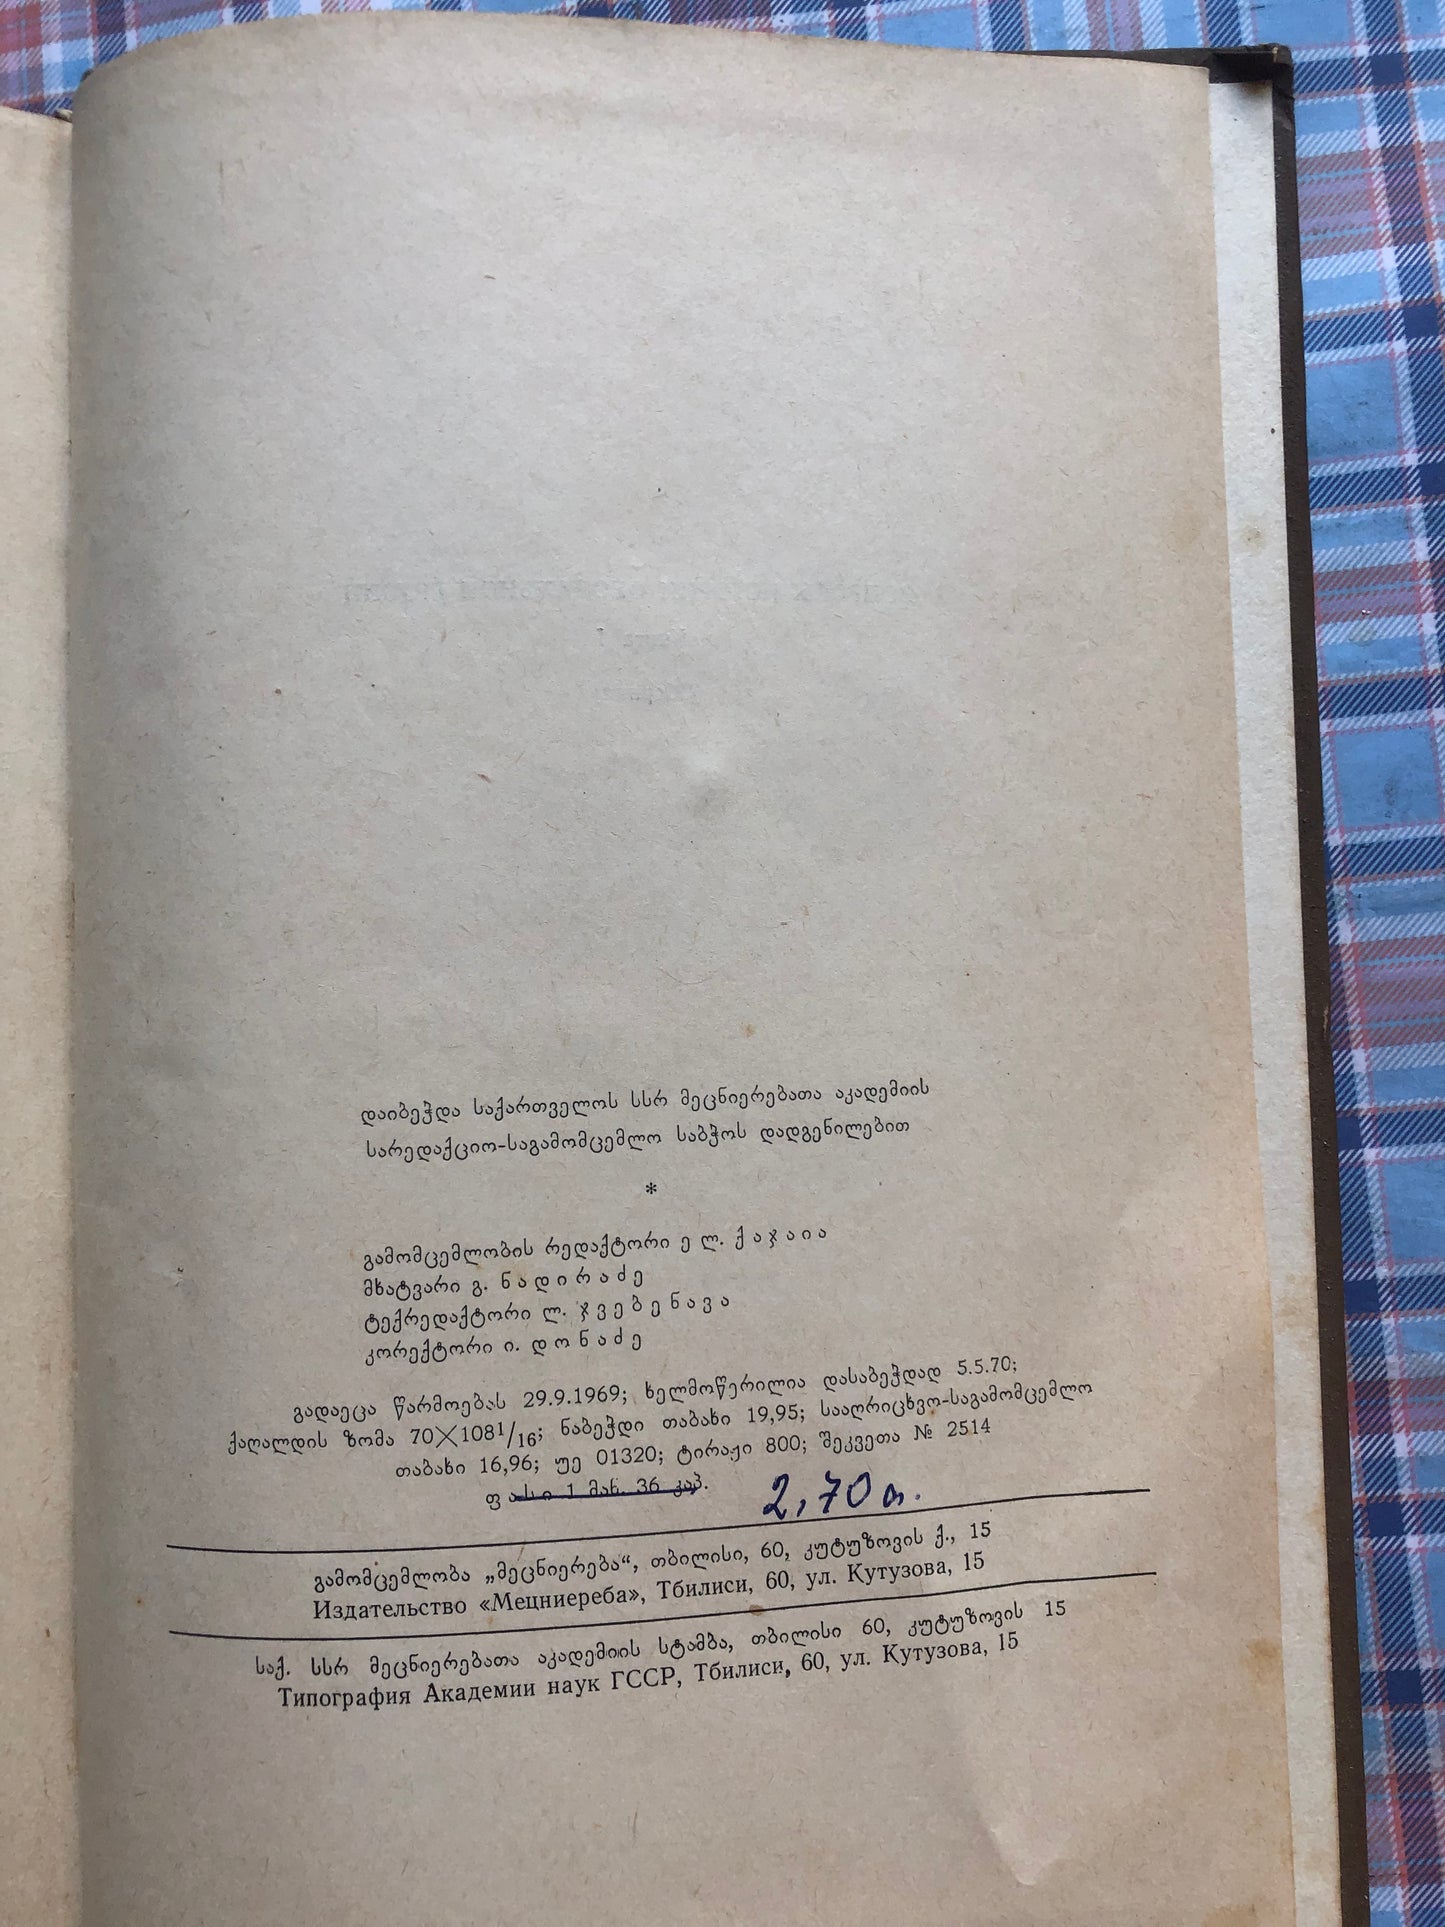 დაიბეჭდა საქართველოს სსრ მეცნიერებათა აკადემიის
სარედაქციო-საგამომცემლო საბჭოს დადგენილებით
*
გამომცემლობის რედაქტორი ელ. ქაჯაია
მხატვარი გ. ნადირაძე
ტექრედაქტორი ლ. ჯვებენავა
კორექტორი ი. დონაძე
გადაეცა წარმოებას 29.9.1969; ხელმოწერილია დასაბეჭდად 5.5.70;
ქაღალდის ზომა 70×108 1/16; ნაბეჭდი თაბახი 19,95; სააღრიცხვო-საგამომცემლო
თაბახი 16,96; უე 01320; ტირაჟი 800; შეკვეთა № 2514
ფასი 1 მან. 36 კაპ. 2,70
გამომცემლობა „მეცნიერება“, თბილისი, 60, კუტუზოვის ქ., 15
Издательство «Мецниереба», Тбилиси, 60, ул. Кутузова, 15
საქ. სსრ მეცნიერებათა აკადემიის სტამბა, თბილისი 60, კუტუზოვის 15
Типография Академии наук ГССР, Тбилиси, 60, ул. Кутузова, 15